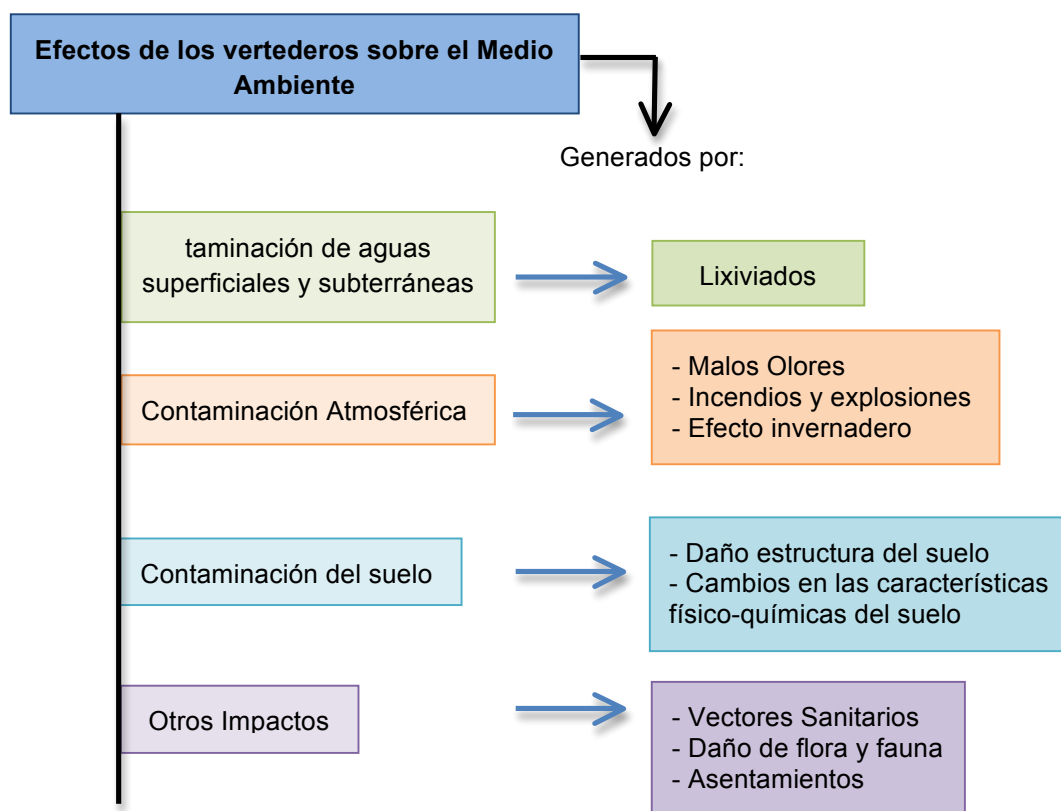 Efectos de los vertederos sobre el Medio
Ambiente
Generados por:
taminación de aguas
superficiales y subterráneas
Lixiviados
Contaminación Atmosférica
- Malos Olores
- Incendios y explosiones
- Efecto invernadero
Contaminación del suelo
- Daño estructura del suelo
- Cambios en las características
físico-químicas del suelo
Otros Impactos
- Vectores Sanitarios
- Daño de flora y fauna
- Asentamientos